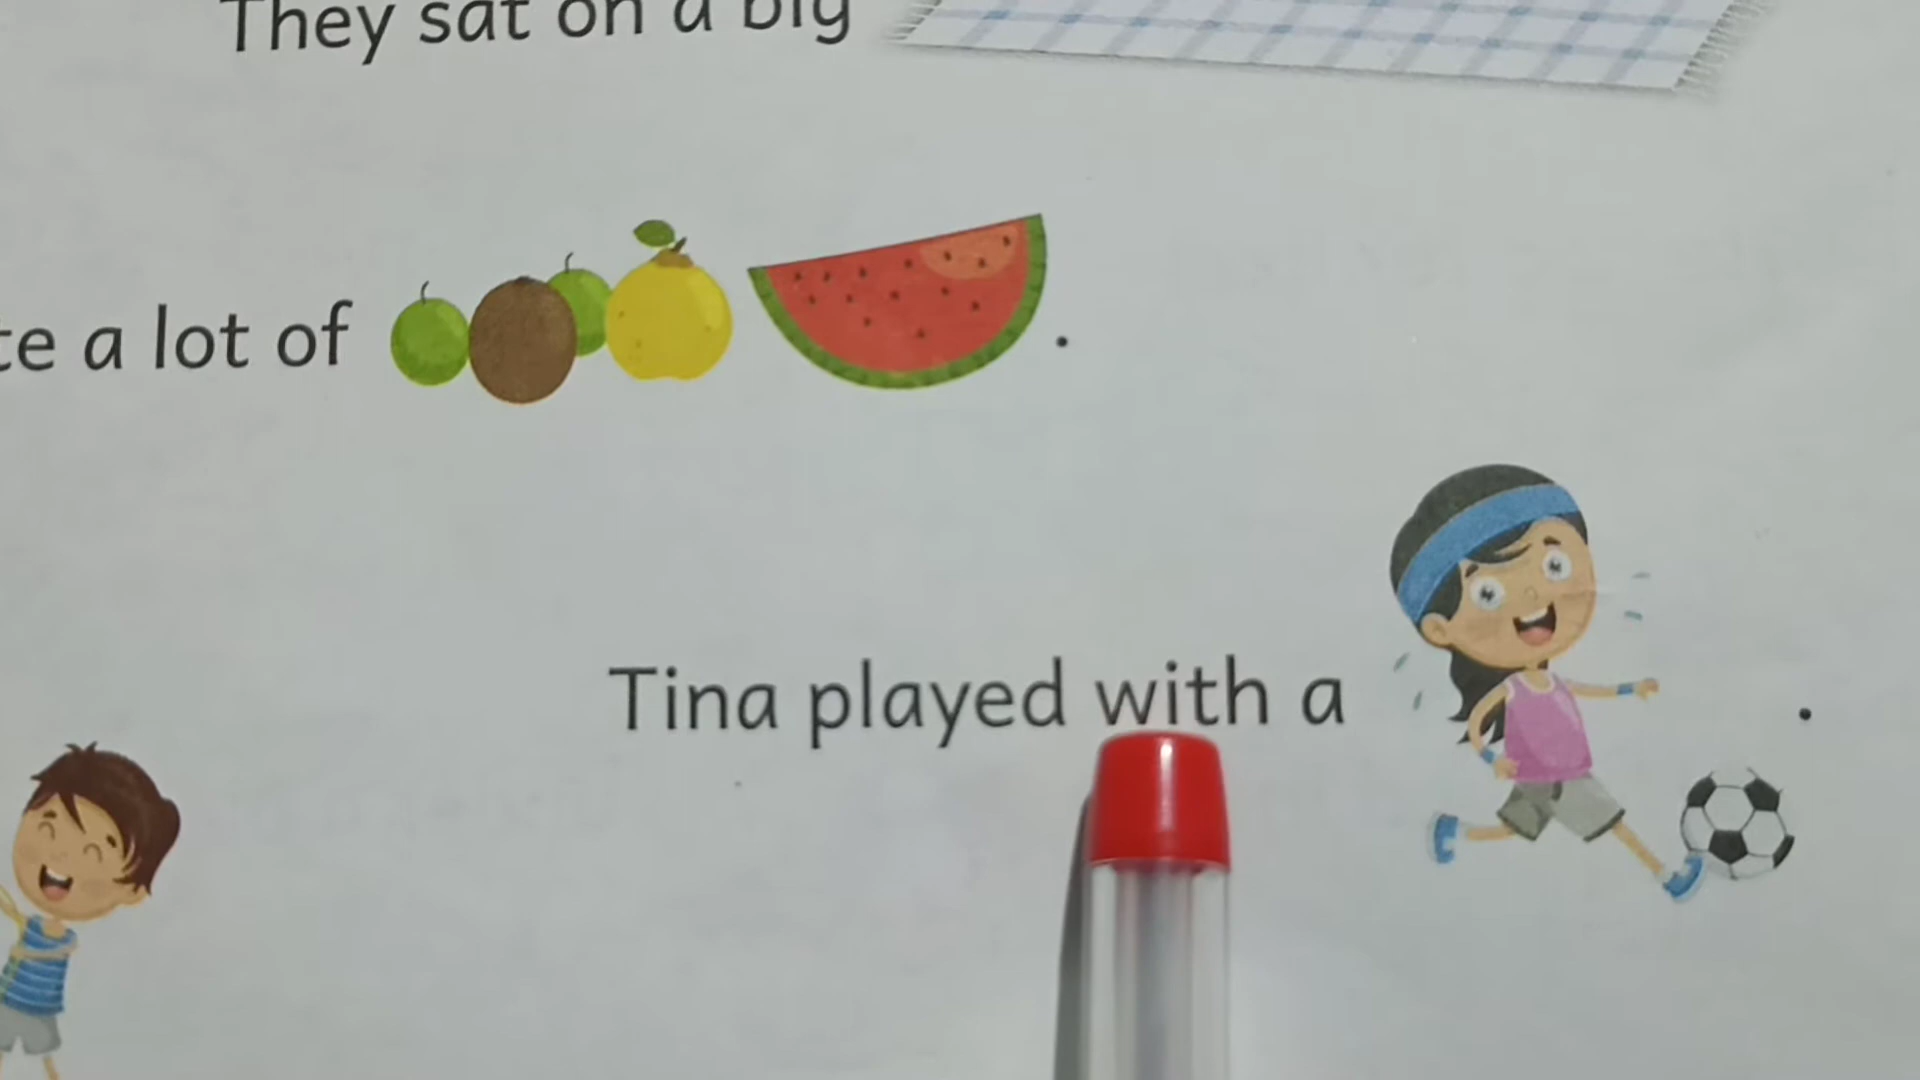 They sat on a big
te a lot of .
Tina played with a .